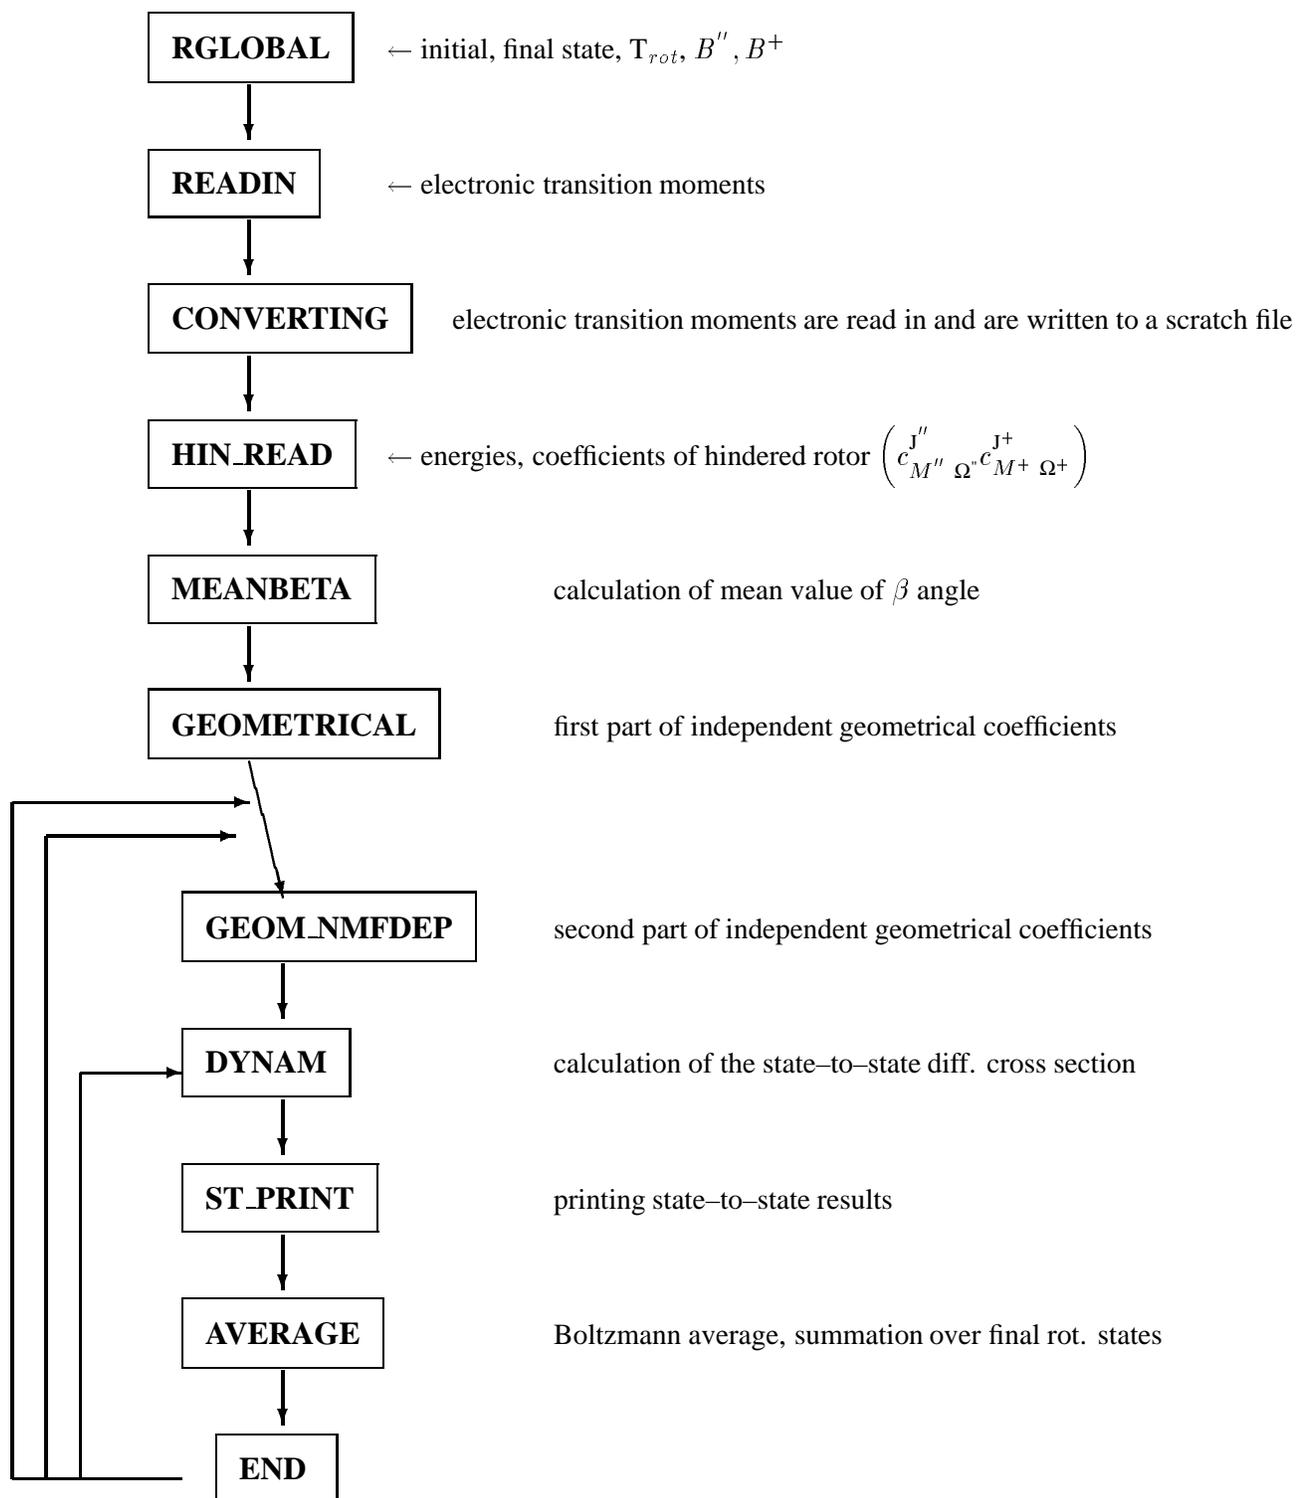 RGLOBAL ← initial, final state, T_rot, B'', B⁺
READIN ← electronic transition moments
CONVERTING electronic transition moments are read in and are written to a scratch file
HIN_READ ← energies, coefficients of hindered rotor (c^{J''}_{M'' Ω"} c^{J⁺}_{M⁺ Ω⁺})
MEANBETA calculation of mean value of β angle
GEOMETRICAL first part of independent geometrical coefficients
GEOM_NMFDEP second part of independent geometrical coefficients
DYNAM calculation of the state–to–state diff. cross section
ST_PRINT printing state–to–state results
AVERAGE Boltzmann average, summation over final rot. states
END